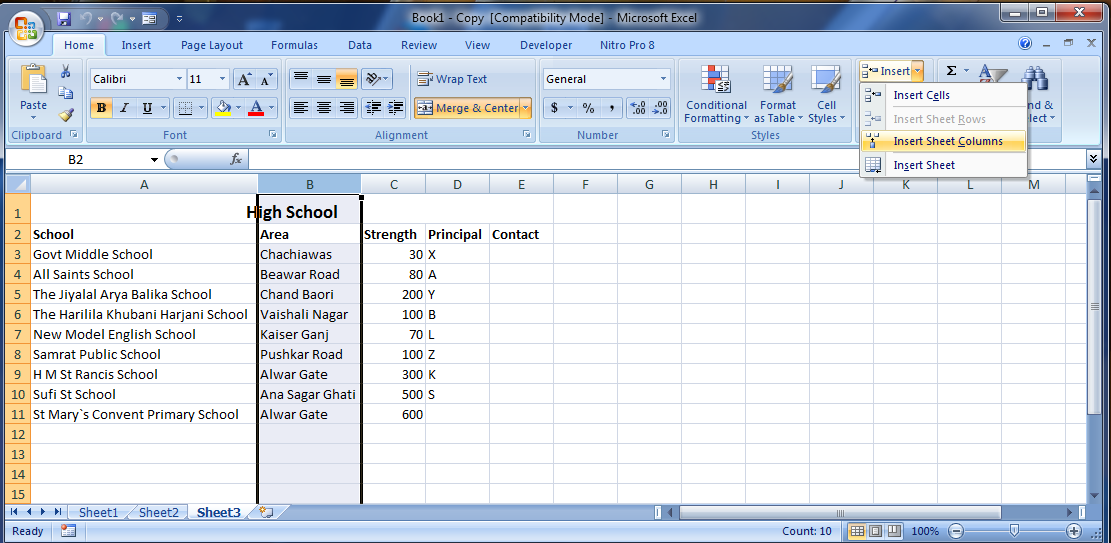 Book1 - Copy [Compatibility Mode] - Microsoft Excel
Home Insert Page Layout Formulas Data Review View Developer Nitro Pro 8
Paste
Clipboard
Calibri 11 A A
B I U A
Font
Wrap Text
Merge & Center
Alignment
General
$ % , .0 .00 .00 .0
Number
Conditional Formatting
Format as Table
Cell Styles
Styles
Insert
Σ
Insert Cells
Insert Sheet Rows
Insert Sheet Columns
Insert Sheet
& 
lect
B2 fx
A B C D E F G H I J K L M
1 High School
2 School Area Strength Principal Contact
3 Govt Middle School Chachiawas 30 X
4 All Saints School Beawar Road 80 A
5 The Jiyalal Arya Balika School Chand Baori 200 Y
6 The Harilila Khubani Harjani School Vaishali Nagar 100 B
7 New Model English School Kaiser Ganj 70 L
8 Samrat Public School Pushkar Road 100 Z
9 H M St Rancis School Alwar Gate 300 K
10 Sufi St School Ana Sagar Ghati 500 S
11 St Mary`s Convent Primary School Alwar Gate 600
12
13
14
15
Sheet1 Sheet2 Sheet3
Ready Count: 10 100%